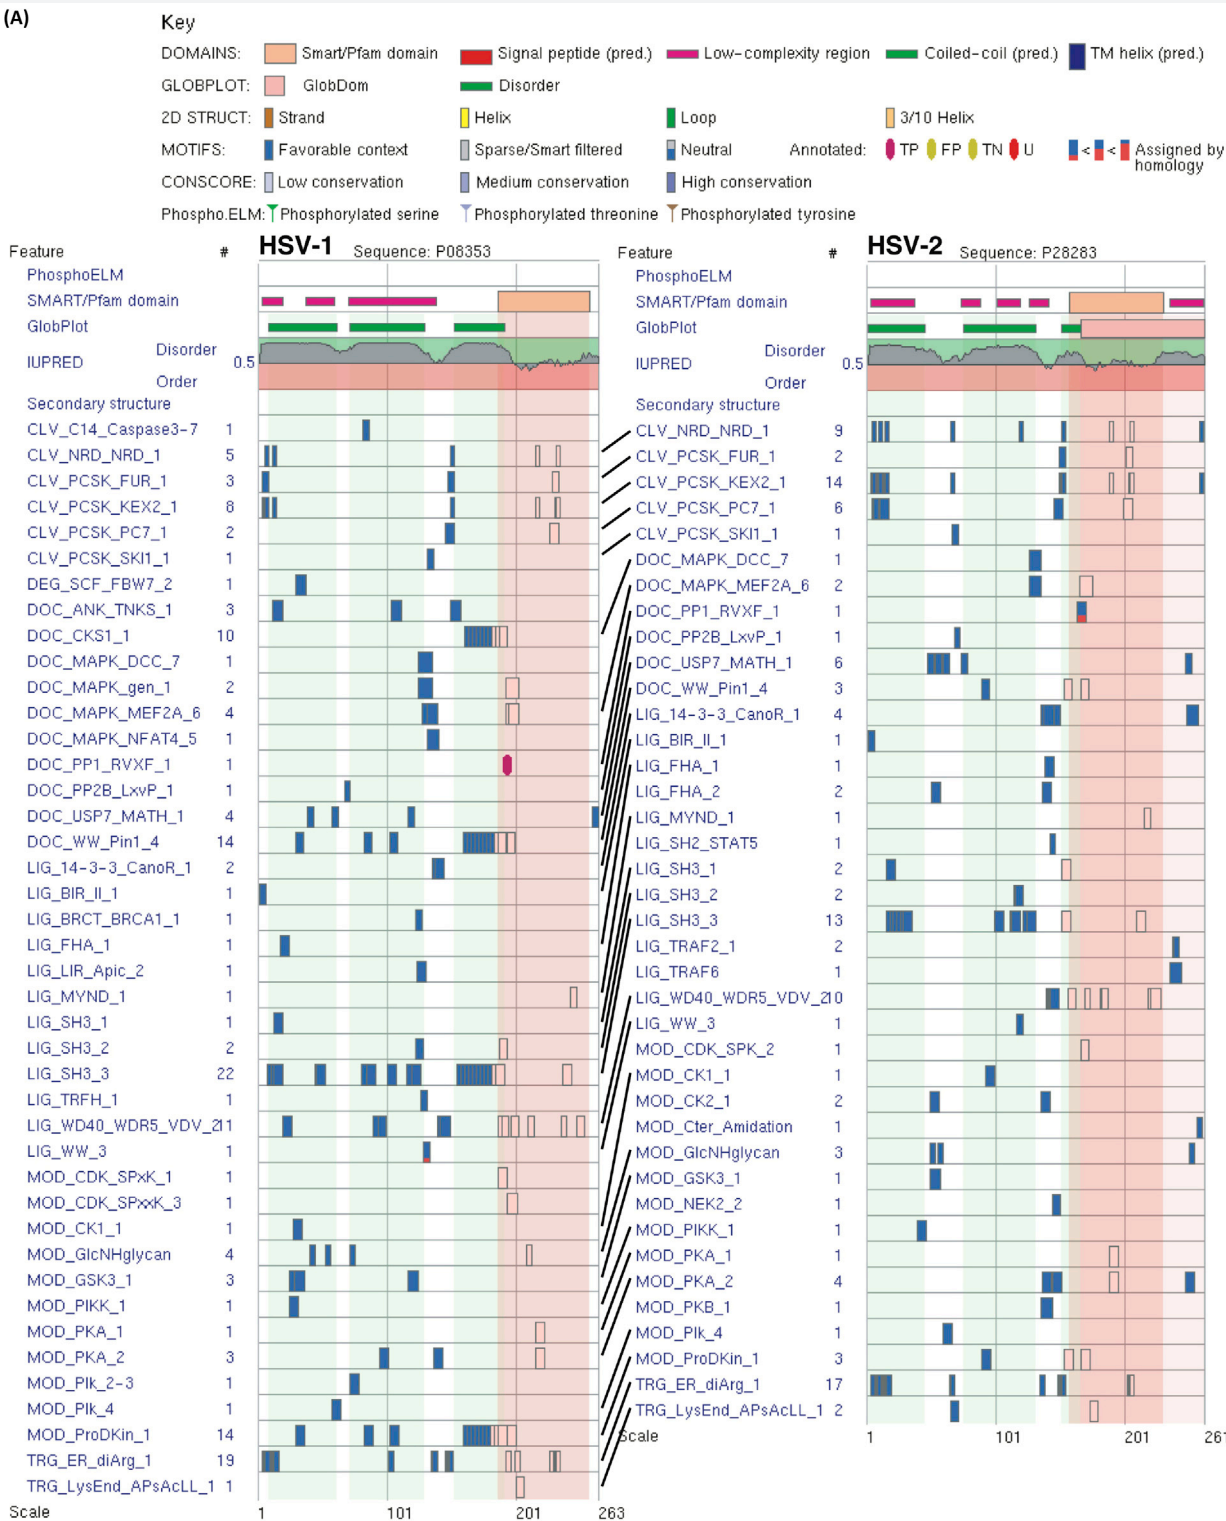 (A)
Key
DOMAINS: Smart/Pfam domain Signal peptide (pred.) Low-complexity region Coiled-coil (pred.) TM helix (pred.)
GLOBPLOT: GlobDom Disorder
2D STRUCT: Strand Helix Loop 3/10 Helix
MOTIFS: Favorable context Sparse/Smart filtered Neutral Annotated: TP FP TN U < < Assigned by homology
CONSCORE: Low conservation Medium conservation High conservation
Phospho.ELM: Phosphorylated serine Phosphorylated threonine Phosphorylated tyrosine
Feature # HSV-1 Sequence: P08353
PhosphoELM
SMART/Pfam domain
GlobPlot
Disorder
IUPRED 0.5
Order
Secondary structure
CLV_C14_Caspase3-7 1
CLV_NRD_NRD_1 5
CLV_PCSK_FUR_1 3
CLV_PCSK_KEX2_1 8
CLV_PCSK_PC7_1 2
CLV_PCSK_SKI1_1 1
DEG_SCF_FBW7_2 1
DOC_ANK_TNKS_1 3
DOC_CKS1_1 10
DOC_MAPK_DCC_7 1
DOC_MAPK_gen_1 2
DOC_MAPK_MEF2A_6 4
DOC_MAPK_NFAT4_5 1
DOC_PP1_RVXF_1 1
DOC_PP2B_LxvP_1 1
DOC_USP7_MATH_1 4
DOC_WW_Pin1_4 14
LIG_14-3-3_CanoR_1 2
LIG_BIR_II_1 1
LIG_BRCT_BRCA1_1 1
LIG_FHA_1 1
LIG_LIR_Apic_2 1
LIG_MYND_1 1
LIG_SH3_1 1
LIG_SH3_2 2
LIG_SH3_3 22
LIG_TRFH_1 1
LIG_WD40_WDR5_VDV_211
LIG_WW_3 1
MOD_CDK_SPxK_1 1
MOD_CDK_SPxxK_3 1
MOD_CK1_1 1
MOD_GlcNHglycan 4
MOD_GSK3_1 3
MOD_PIKK_1 1
MOD_PKA_1 1
MOD_PKA_2 3
MOD_Plk_2-3 1
MOD_Plk_4 1
MOD_ProDKin_1 14
TRG_ER_diArg_1 19
TRG_LysEnd_APsAcLL_1 1
Scale 1 101 201 263
Feature # HSV-2 Sequence: P28283
PhosphoELM
SMART/Pfam domain
GlobPlot
Disorder
IUPRED 0.5
Order
Secondary structure
CLV_NRD_NRD_1 9
CLV_PCSK_FUR_1 2
CLV_PCSK_KEX2_1 14
CLV_PCSK_PC7_1 6
CLV_PCSK_SKI1_1 1
DOC_MAPK_DCC_7 1
DOC_MAPK_MEF2A_6 2
DOC_PP1_RVXF_1 1
DOC_PP2B_LxvP_1 1
DOC_USP7_MATH_1 6
DOC_WW_Pin1_4 3
LIG_14-3-3_CanoR_1 4
LIG_BIR_II_1 1
LIG_FHA_1 1
LIG_FHA_2 2
LIG_MYND_1 1
LIG_SH2_STAT5 1
LIG_SH3_1 2
LIG_SH3_2 2
LIG_SH3_3 13
LIG_TRAF2_1 2
LIG_TRAF6 1
LIG_WD40_WDR5_VDV_210
LIG_WW_3 1
MOD_CDK_SPK_2 1
MOD_CK1_1 1
MOD_CK2_1 2
MOD_Cter_Amidation 1
MOD_GlcNHglycan 3
MOD_GSK3_1 1
MOD_NEK2_2 1
MOD_PIKK_1 1
MOD_PKA_1 1
MOD_PKA_2 4
MOD_PKB_1 1
MOD_Plk_4 1
MOD_ProDKin_1 3
TRG_ER_diArg_1 17
TRG_LysEnd_APsAcLL_1 2
Scale 1 101 201 261